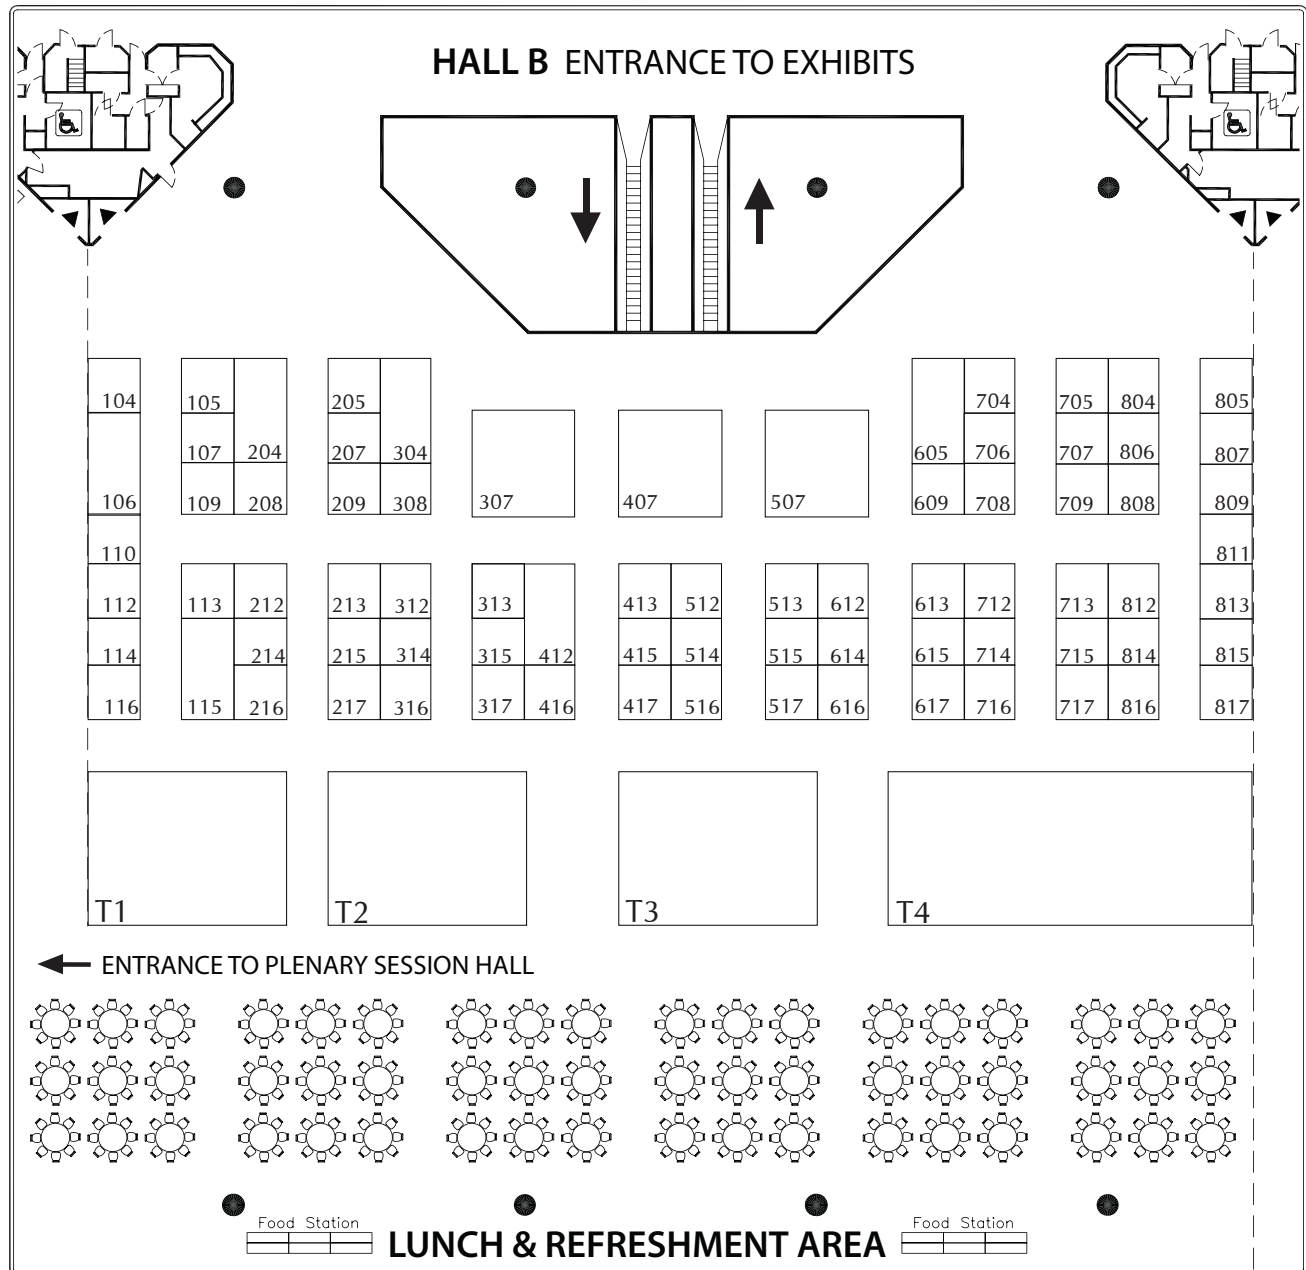 HALL B ENTRANCE TO EXHIBITS
104 105 205 704 705 804 805
107 204 207 304 605 706 707 806 807
106 109 208 209 308 307 407 507 609 708 709 808 809
110 811
112 113 212 213 312 313 413 512 513 612 613 712 713 812 813
114 214 215 314 315 412 415 514 515 614 615 714 715 814 815
116 115 216 217 316 317 416 417 516 517 616 617 716 717 816 817
T1 T2 T3 T4
ENTRANCE TO PLENARY SESSION HALL
Food Station Food Station
LUNCH & REFRESHMENT AREA